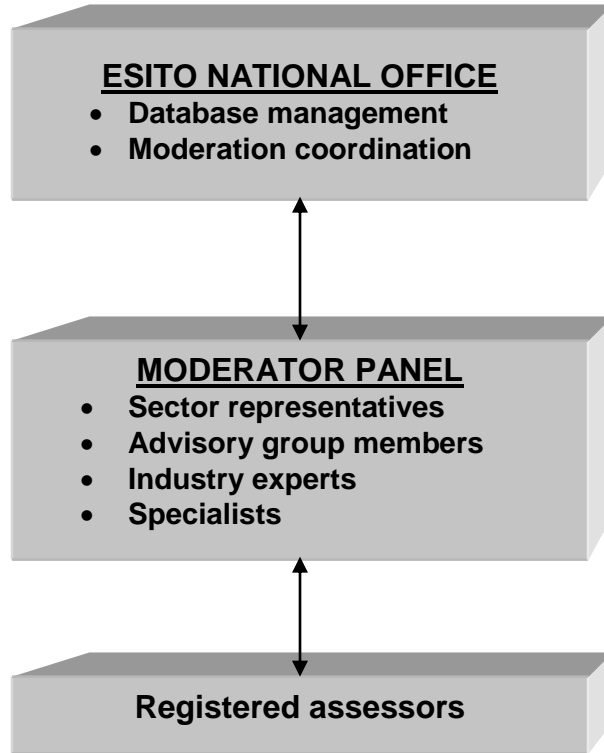 ESITO NATIONAL OFFICE
• Database management
• Moderation coordination
MODERATOR PANEL
• Sector representatives
• Advisory group members
• Industry experts
• Specialists
Registered assessors